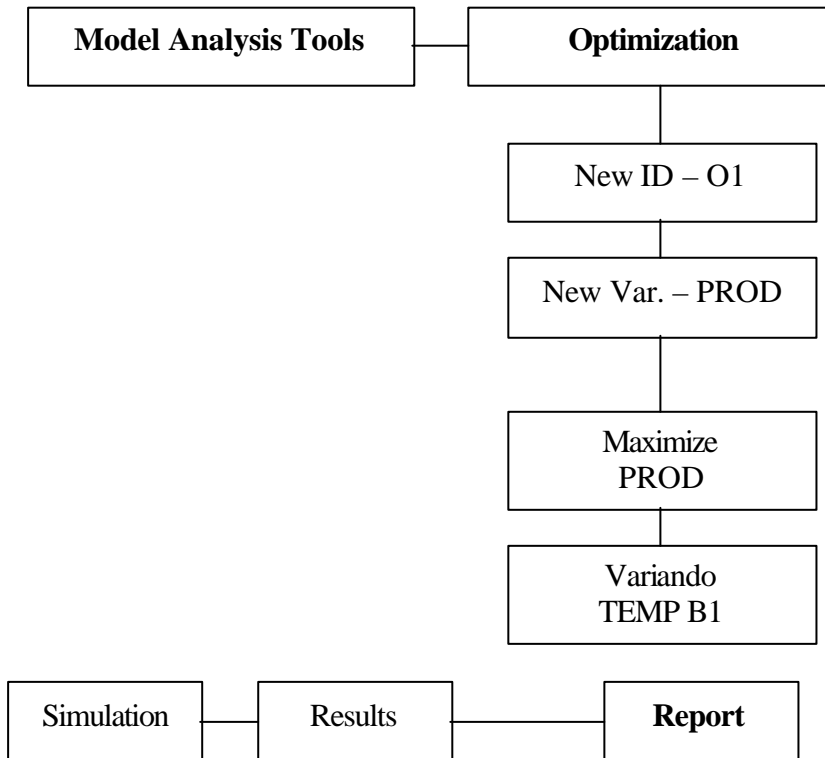 Model Analysis Tools
Optimization
New ID – O1
New Var. – PROD
Maximize
PROD
Variando
TEMP B1
Simulation
Results
Report